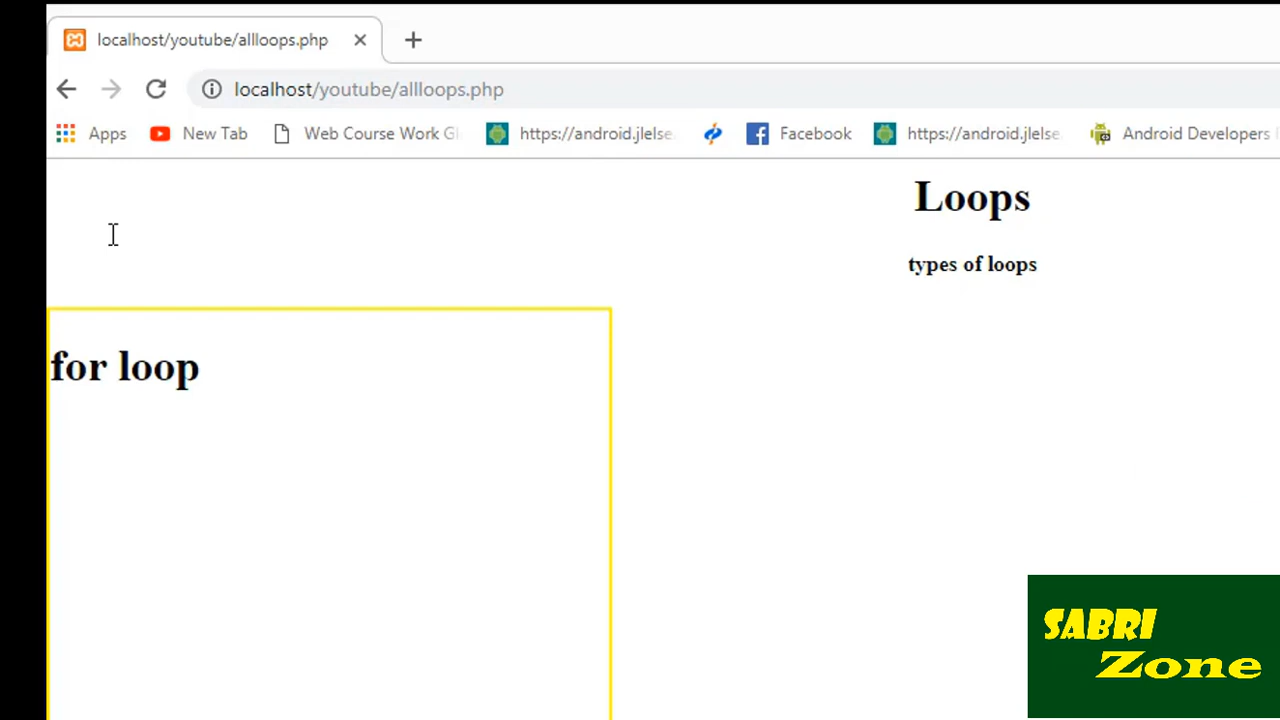 localhost/youtube/allloops.php
localhost/youtube/allloops.php
Apps New Tab Web Course Work Gl https://android.jlelse. Facebook https://android.jlelse Android Developers
Loops
types of loops
for loop
SABRI
Zone